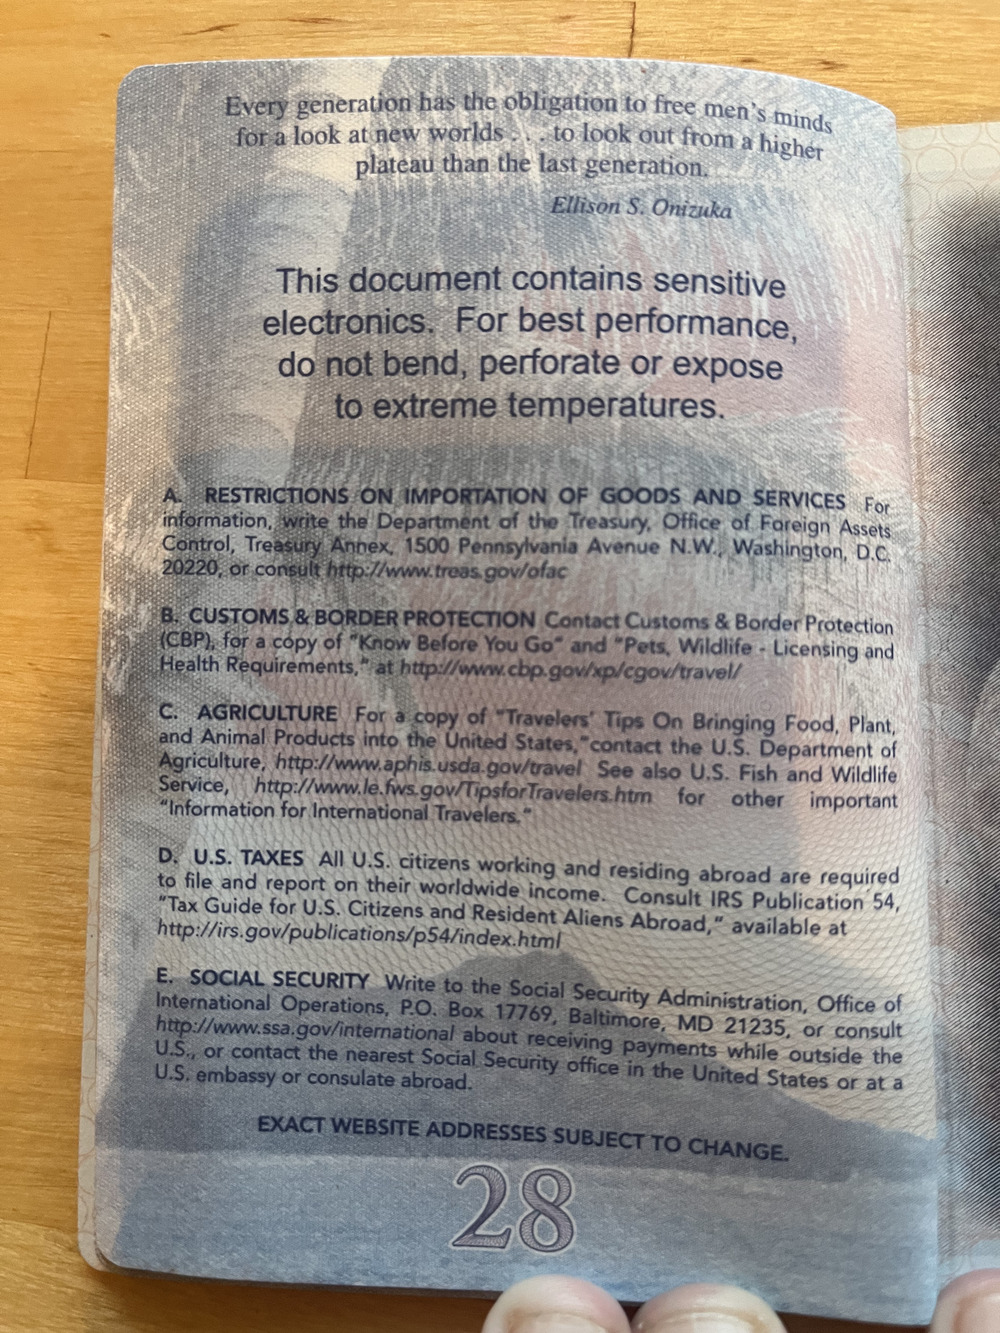 Every generation has the obligation to free men's minds
for a look at new worlds . . . to look out from a higher
plateau than the last generation.
Ellison S. Onizuka
This document contains sensitive
electronics. For best performance,
do not bend, perforate or expose
to extreme temperatures.
A. RESTRICTIONS ON IMPORTATION OF GOODS AND SERVICES For
information, write the Department of the Treasury, Office of Foreign Assets
Control, Treasury Annex, 1500 Pennsylvania Avenue N.W., Washington, D.C.
20220, or consult http://www.treas.gov/ofac
B. CUSTOMS & BORDER PROTECTION Contact Customs & Border Protection
(CBP), for a copy of "Know Before You Go" and "Pets, Wildlife - Licensing and
Health Requirements," at http://www.cbp.gov/xp/cgov/travel/
C. AGRICULTURE For a copy of "Travelers' Tips On Bringing Food, Plant,
and Animal Products into the United States," contact the U.S. Department of
Agriculture, http://www.aphis.usda.gov/travel See also U.S. Fish and Wildlife
Service, http://www.le.fws.gov/TipsforTravelers.htm for other important
"Information for International Travelers."
D. U.S. TAXES All U.S. citizens working and residing abroad are required
to file and report on their worldwide income. Consult IRS Publication 54,
"Tax Guide for U.S. Citizens and Resident Aliens Abroad," available at
http://irs.gov/publications/p54/index.html
E. SOCIAL SECURITY Write to the Social Security Administration, Office of
International Operations, P.O. Box 17769, Baltimore, MD 21235, or consult
http://www.ssa.gov/international about receiving payments while outside the
U.S., or contact the nearest Social Security office in the United States or at a
U.S. embassy or consulate abroad.
EXACT WEBSITE ADDRESSES SUBJECT TO CHANGE.
28